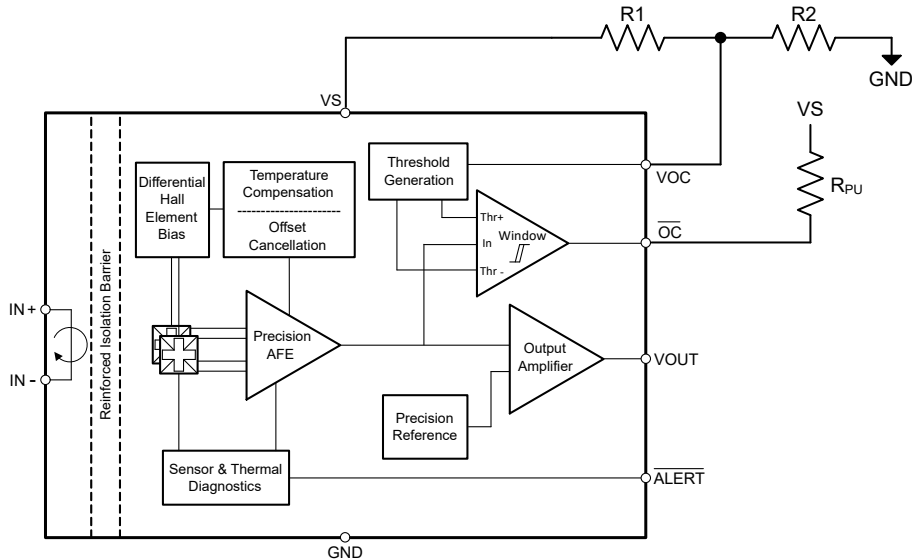 R1
R2
GND
VS
VS
Differential
Hall
Element
Bias
Temperature
Compensation
Offset
Cancellation
Threshold
Generation
VOC
RPU
Thr+
In
Thr -
Window
OC
IN+
IN -
Reinforced Isolation Barrier
Precision
AFE
Output
Amplifier
VOUT
Precision
Reference
Sensor & Thermal
Diagnostics
ALERT
GND